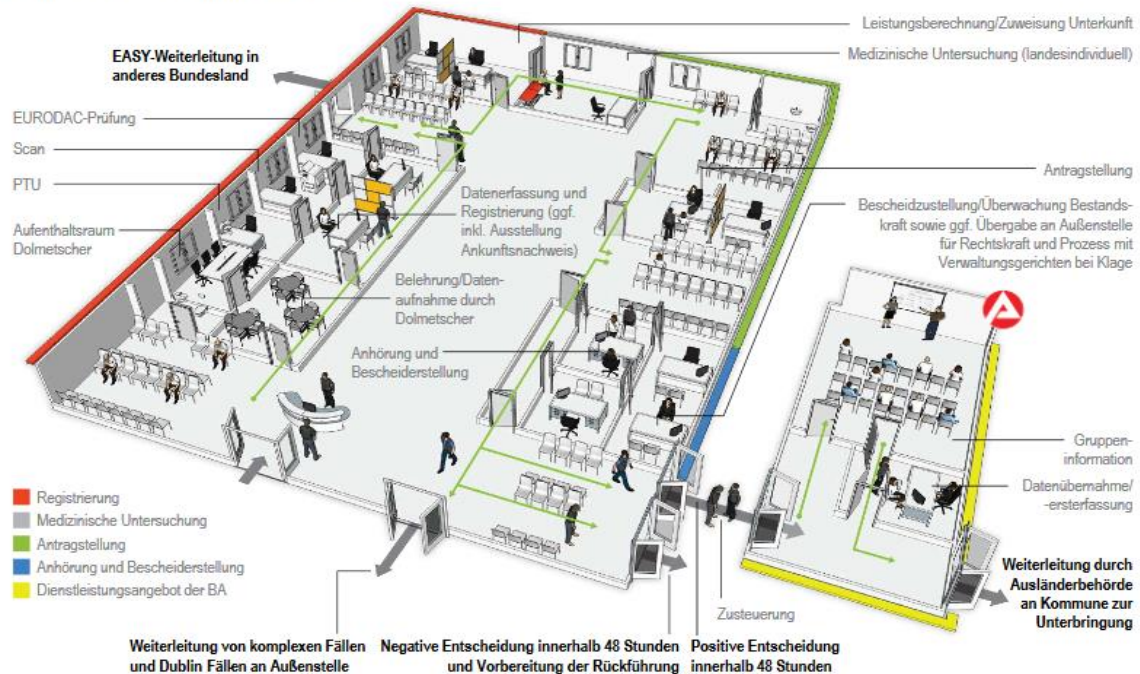 EASY-Weiterleitung in
anderes Bundesland
EURODAC-Prüfung
Scan
PTU
Aufenthaltsraum
Dolmetscher
Leistungsberechnung/Zuweisung Unterkunft
Medizinische Untersuchung (landesindividuell)
Antragstellung
Bescheidzustellung/Überwachung Bestands-
kraft sowie ggf. Übergabe an Außenstelle
für Rechtskraft und Prozess mit
Verwaltungsgerichten bei Klage
Datenerfassung und
Registrierung (ggf.
inkl. Ausstellung
Ankunftsnachweis)
Belehrung/Daten-
aufnahme durch
Dolmetscher
Anhörung und
Bescheiderstellung
Gruppen-
information
Datenübernahme/
-ersterfassung
Weiterleitung durch
Ausländerbehörde
an Kommune zur
Unterbringung
Zusteuerung
Registrierung
Medizinische Untersuchung
Antragstellung
Anhörung und Bescheiderstellung
Dienstleistungsangebot der BA
Weiterleitung von komplexen Fällen
und Dublin Fällen an Außenstelle
Negative Entscheidung innerhalb 48 Stunden
und Vorbereitung der Rückführung
Positive Entscheidung
innerhalb 48 Stunden